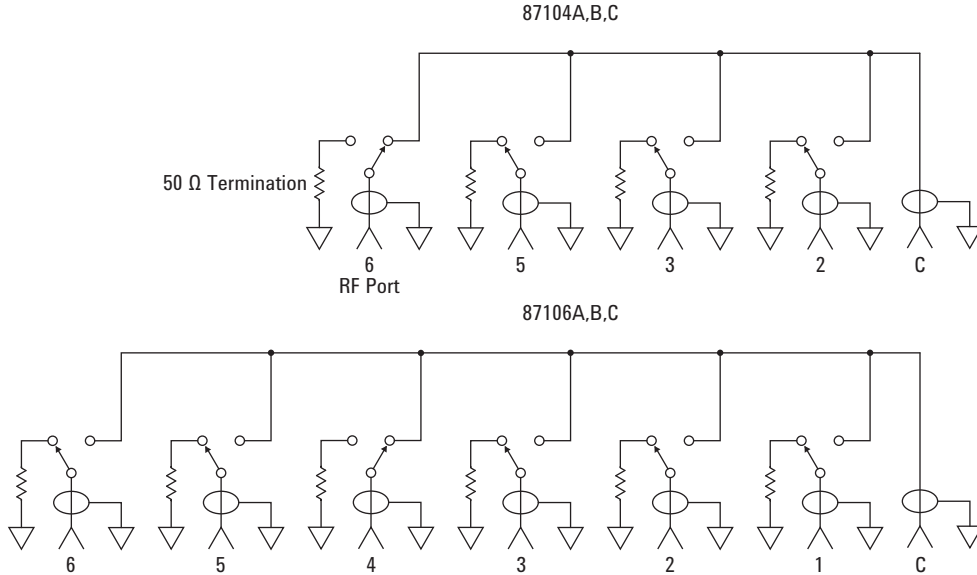 87104A,B,C
50 Ω Termination
6 5 3 2 C
RF Port
87106A,B,C
6 5 4 3 2 1 C